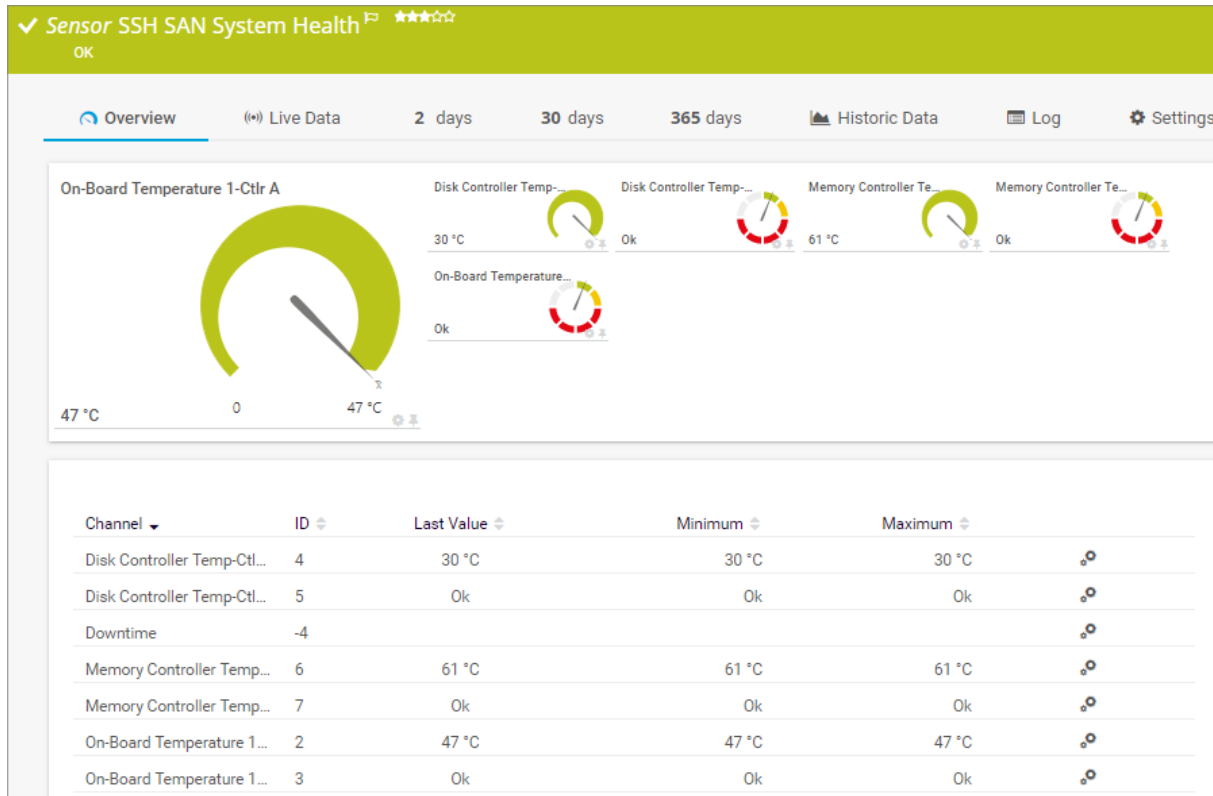 Sensor SSH SAN System Health
OK
Overview Live Data 2 days 30 days 365 days Historic Data Log Settings
On-Board Temperature 1-Ctlr A
47 °C
0 47 °C
Disk Controller Temp-...
30 °C
Disk Controller Temp-...
Ok
Memory Controller Te...
61 °C
Memory Controller Te...
Ok
On-Board Temperature...
Ok
Channel ID Last Value Minimum Maximum
Disk Controller Temp-Ctl... 4 30 °C 30 °C 30 °C
Disk Controller Temp-Ctl... 5 Ok Ok Ok
Downtime -4
Memory Controller Temp... 6 61 °C 61 °C 61 °C
Memory Controller Temp... 7 Ok Ok Ok
On-Board Temperature 1... 2 47 °C 47 °C 47 °C
On-Board Temperature 1... 3 Ok Ok Ok